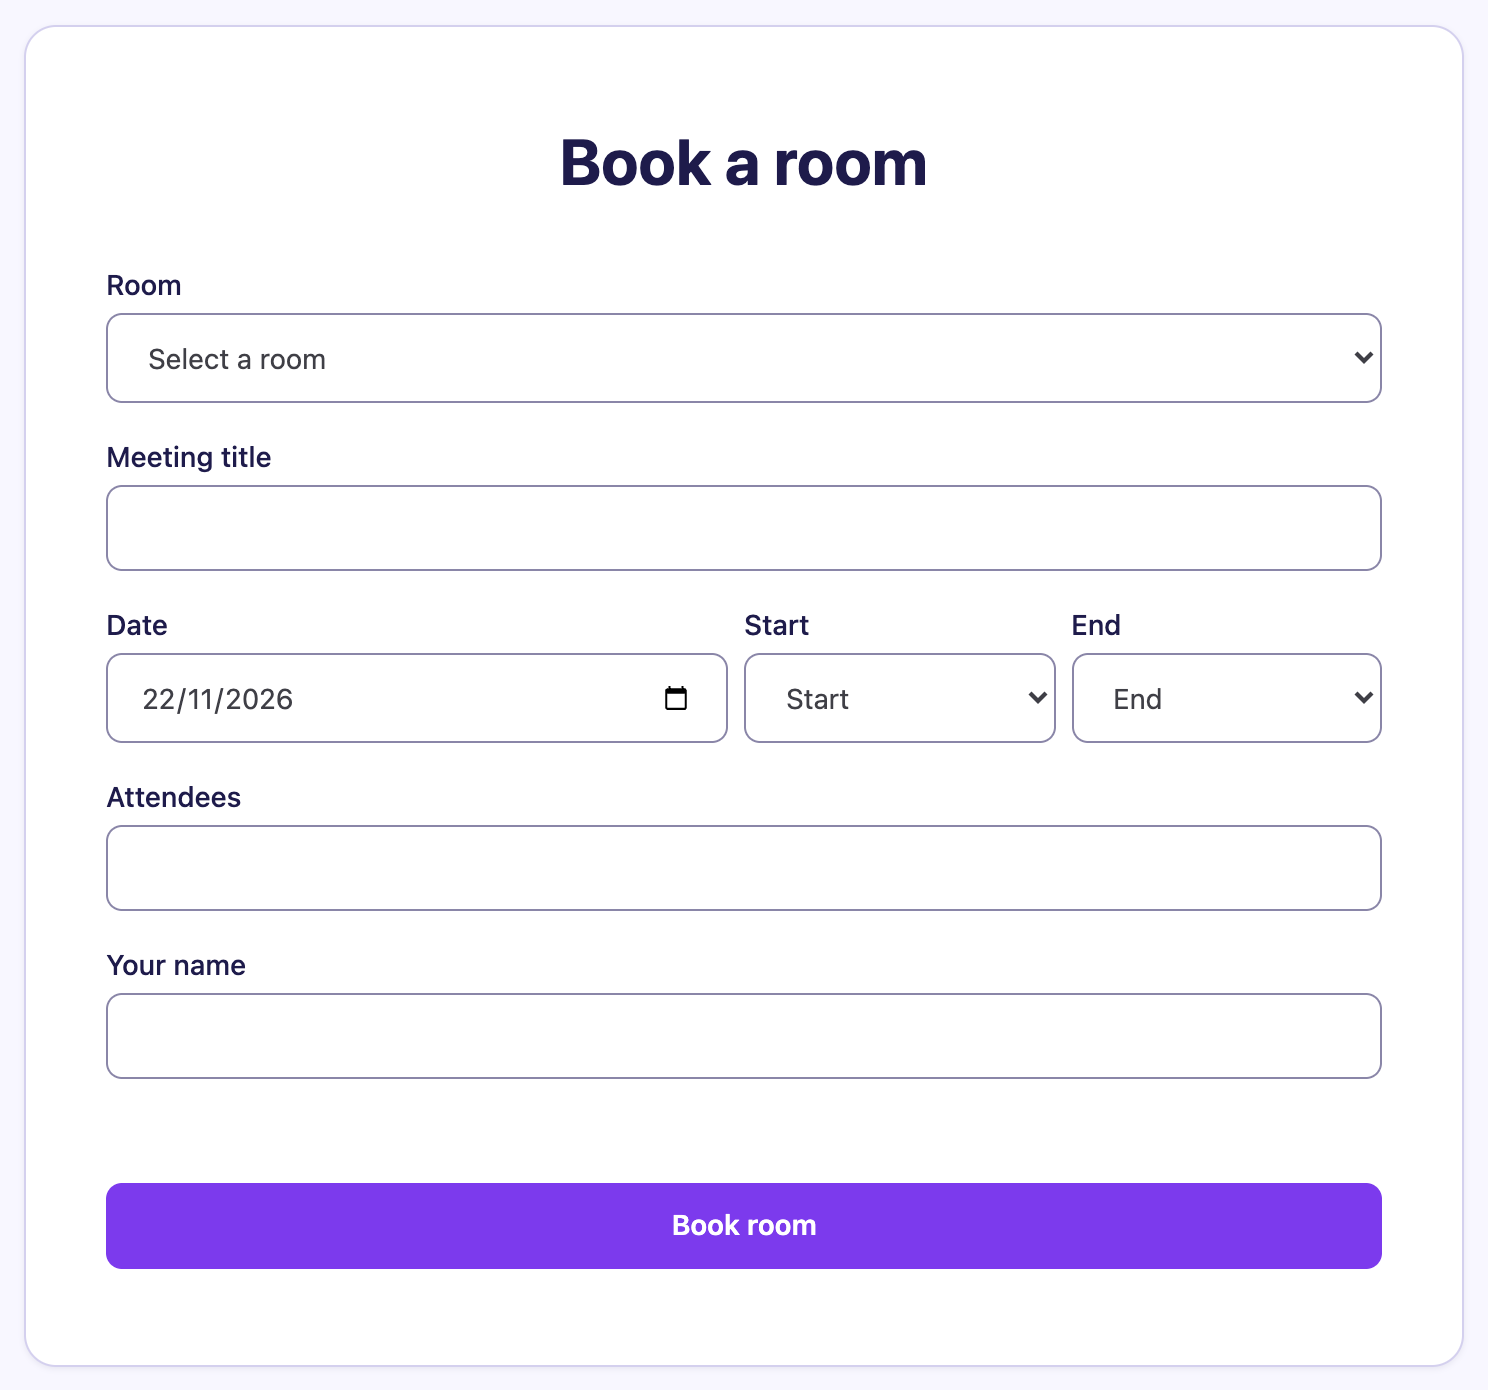 Book a room
Room
Select a room
Meeting title
Date Start End
22/11/2026 Start End
Attendees
Your name
Book room